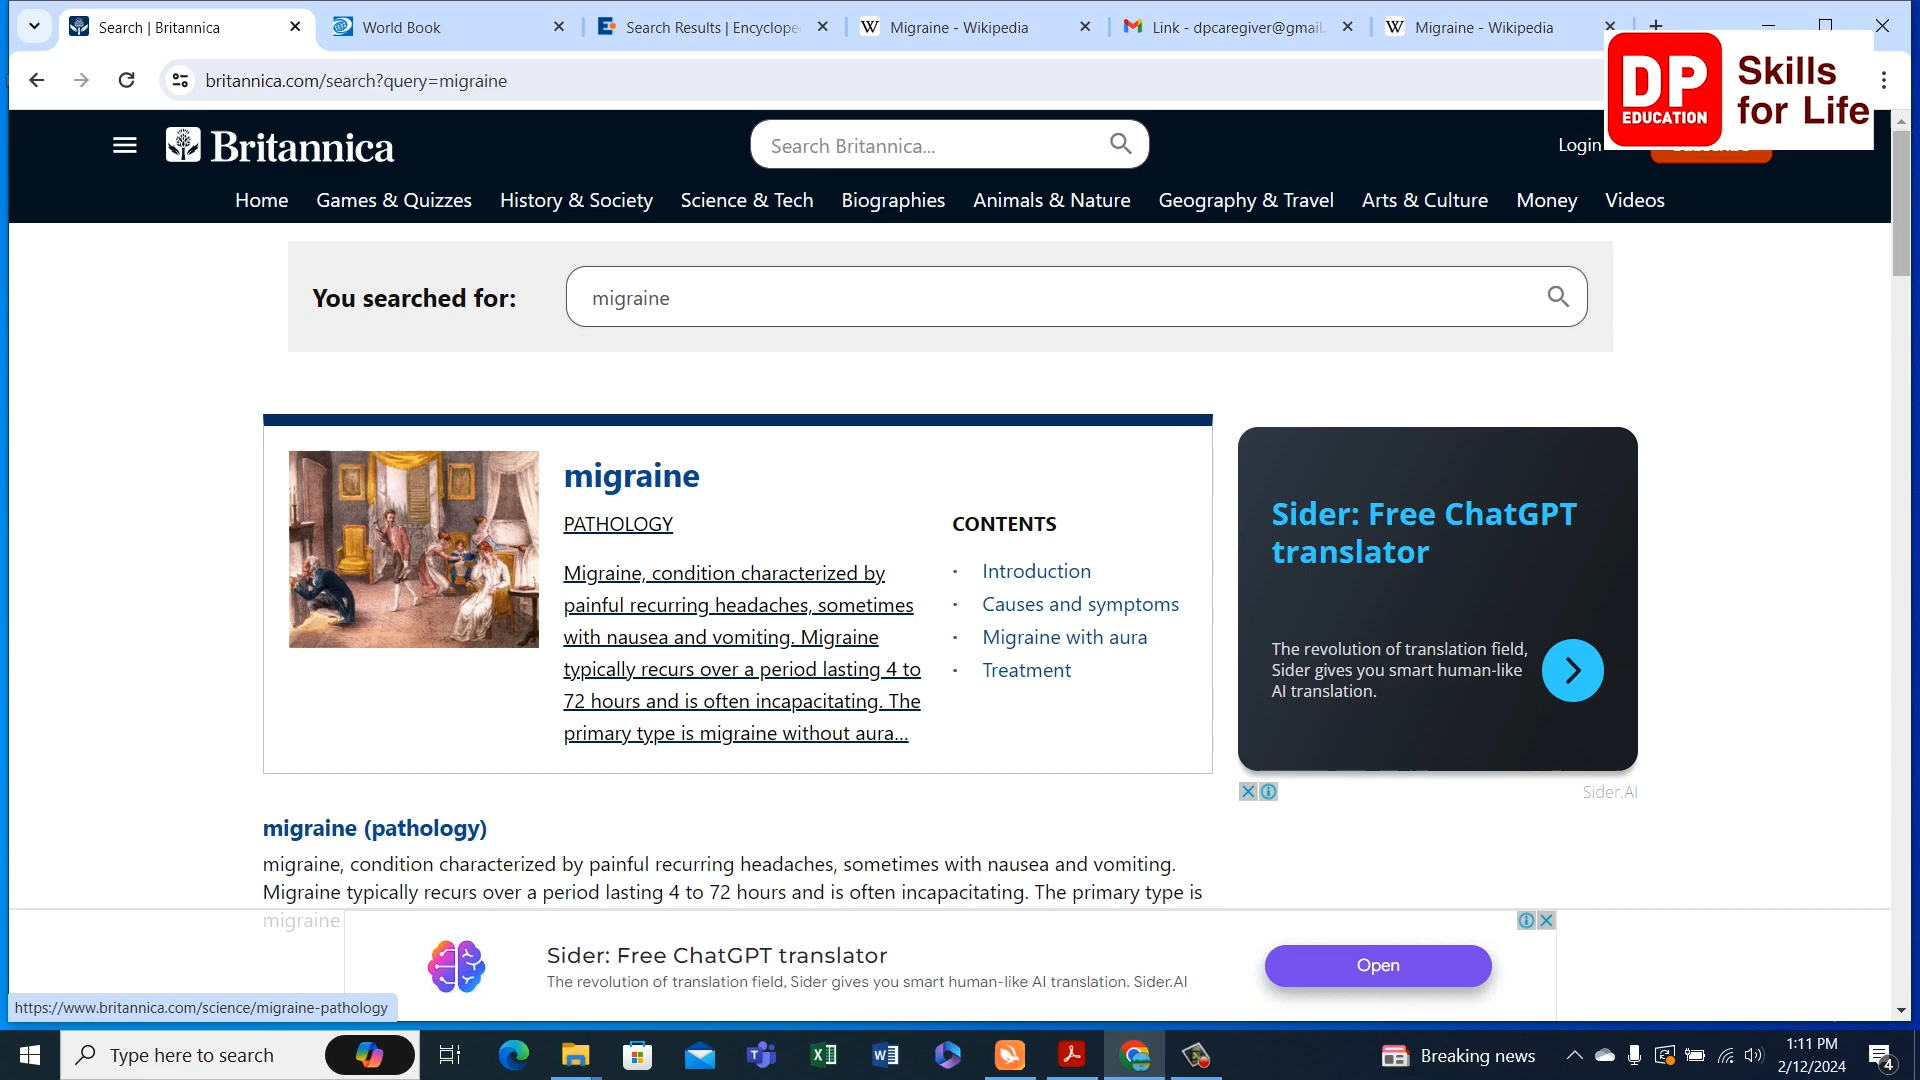 Search | Britannica
World Book
Search Results | Encyclope
Migraine - Wikipedia
Link - dpcaregiver@gmail.
Migraine - Wikipedia
britannica.com/search?query=migraine
DP
EDUCATION
Skills
for Life
Britannica
Search Britannica...
Login
Home
Games & Quizzes
History & Society
Science & Tech
Biographies
Animals & Nature
Geography & Travel
Arts & Culture
Money
Videos
You searched for:
migraine
migraine
PATHOLOGY
Migraine, condition characterized by
painful recurring headaches, sometimes
with nausea and vomiting. Migraine
typically recurs over a period lasting 4 to
72 hours and is often incapacitating. The
primary type is migraine without aura...
CONTENTS
Introduction
Causes and symptoms
Migraine with aura
Treatment
Sider: Free ChatGPT
translator
The revolution of translation field,
Sider gives you smart human-like
AI translation.
Sider.AI
migraine (pathology)
migraine, condition characterized by painful recurring headaches, sometimes with nausea and vomiting.
Migraine typically recurs over a period lasting 4 to 72 hours and is often incapacitating. The primary type is
migraine
Sider: Free ChatGPT translator
The revolution of translation field, Sider gives you smart human-like AI translation. Sider.AI
Open
https://www.britannica.com/science/migraine-pathology
Type here to search
Breaking news
1:11 PM
2/12/2024
4